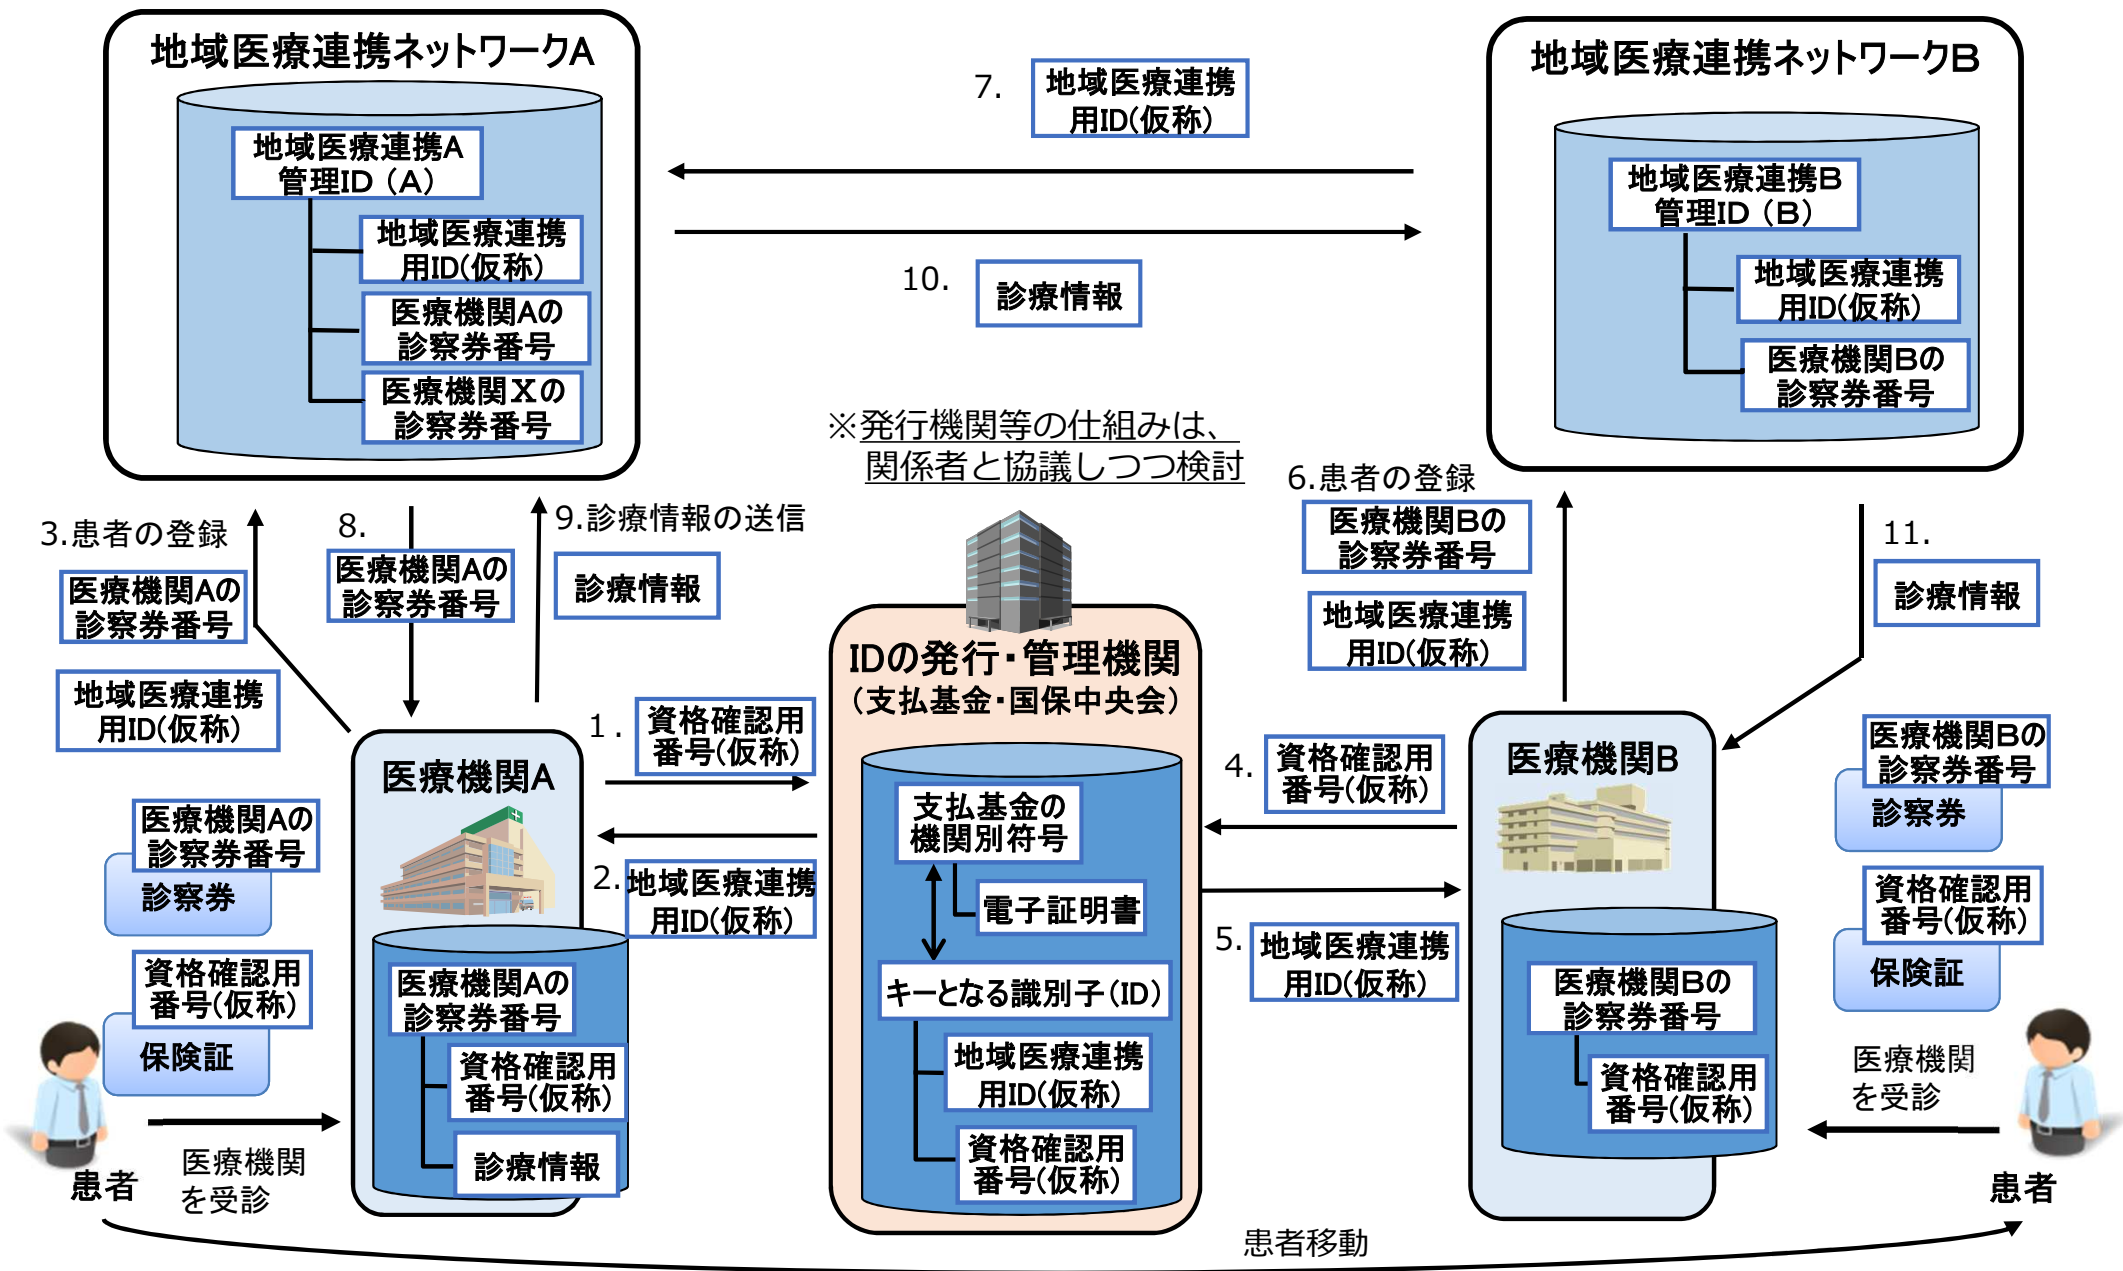 地域医療連携ネットワークA
地域医療連携A
管理ID（A）
地域医療連携
用ID(仮称)
医療機関Aの
診察券番号
医療機関Xの
診察券番号
7.
地域医療連携
用ID(仮称)
10.
診療情報
地域医療連携ネットワークB
地域医療連携B
管理ID（B）
地域医療連携
用ID(仮称)
医療機関Bの
診察券番号
※発行機関等の仕組みは、
関係者と協議しつつ検討
3.患者の登録
医療機関Aの
診察券番号
地域医療連携
用ID(仮称)
8.
医療機関Aの
診察券番号
9.診療情報の送信
診療情報
6.患者の登録
医療機関Bの
診察券番号
地域医療連携
用ID(仮称)
11.
診療情報
1.
資格確認用
番号(仮称)
2.
地域医療連携
用ID(仮称)
IDの発行・管理機関
（支払基金・国保中央会）
支払基金の
機関別符号
電子証明書
キーとなる識別子（ID）
地域医療連携
用ID(仮称)
資格確認用
番号(仮称)
4.
資格確認用
番号(仮称)
5.
地域医療連携
用ID(仮称)
医療機関A
医療機関Aの
診察券番号
資格確認用
番号(仮称)
診療情報
医療機関B
医療機関Bの
診察券番号
資格確認用
番号(仮称)
医療機関Aの
診察券番号
診察券
資格確認用
番号(仮称)
保険証
患者
医療機関
を受診
医療機関Bの
診察券番号
診察券
資格確認用
番号(仮称)
保険証
医療機関
を受診
患者
患者移動